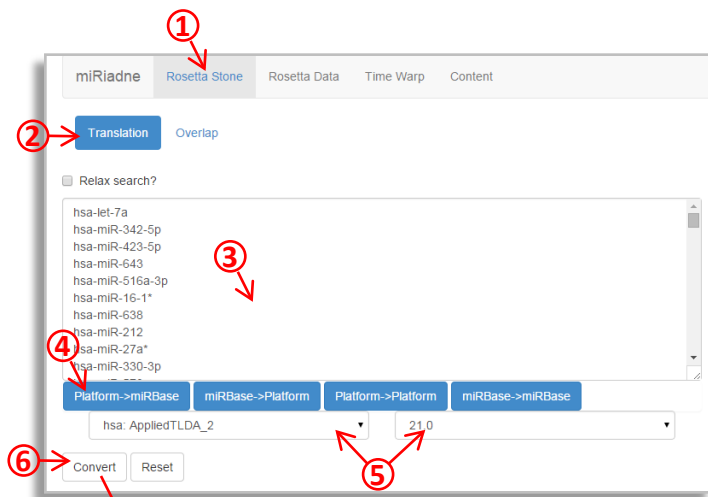 1
miRiadne Rosetta Stone Rosetta Data Time Warp Content
2 Translation Overlap
Relax search?
hsa-let-7a
hsa-miR-342-5p
hsa-miR-423-5p
hsa-miR-643
3
hsa-miR-516a-3p
hsa-miR-16-1*
hsa-miR-638
hsa-miR-212
hsa-miR-27a*
4
hsa-miR-330-3p
Platform->miRBase miRBase->Platform Platform->Platform miRBase->miRBase
hsa: AppliedTLDA_2 21.0
5
6 Convert Reset